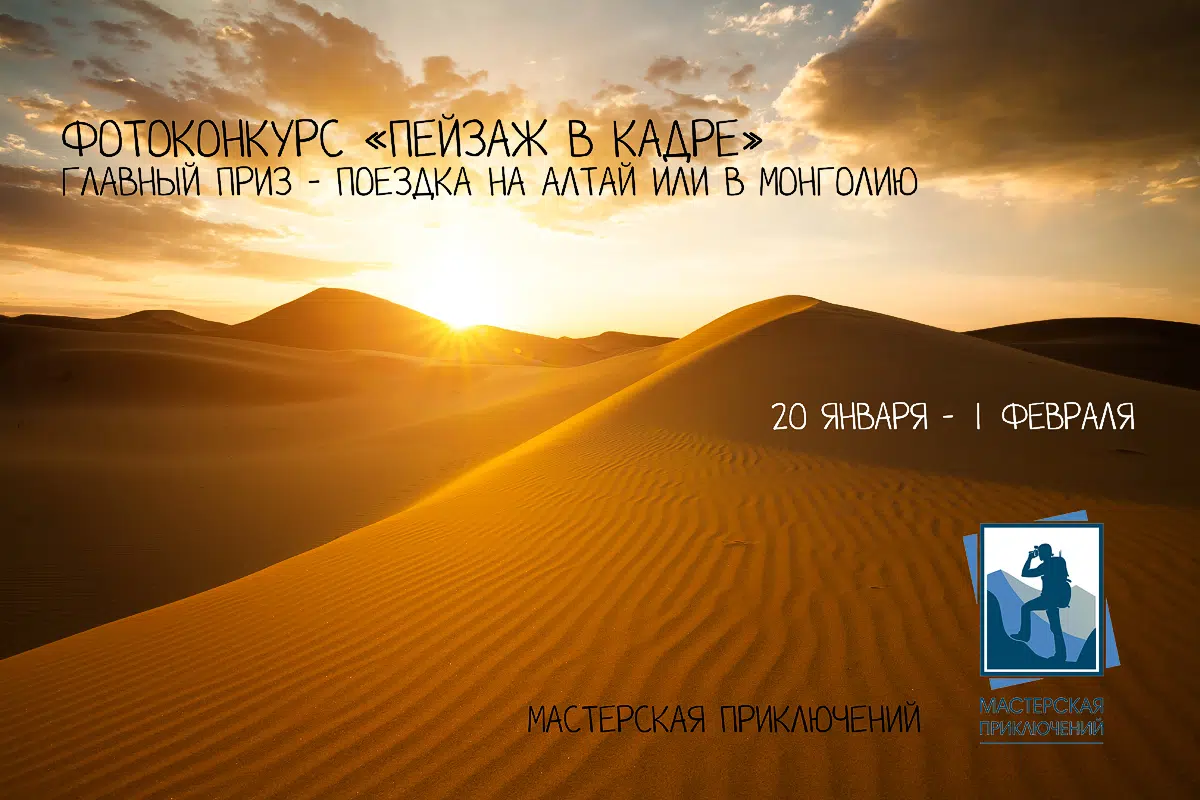 ФОТОКОНКУРС «ПЕЙЗАЖ В КАДРЕ»
ГЛАВНЫЙ ПРИЗ - ПОЕЗДКА НА АЛТАЙ ИЛИ В МОНГОЛИЮ
20 ЯНВАРЯ - 1 ФЕВРАЛЯ
МАСТЕРСКАЯ ПРИКЛЮЧЕНИЙ
МАСТЕРСКАЯ
ПРИКЛЮЧЕНИЙ